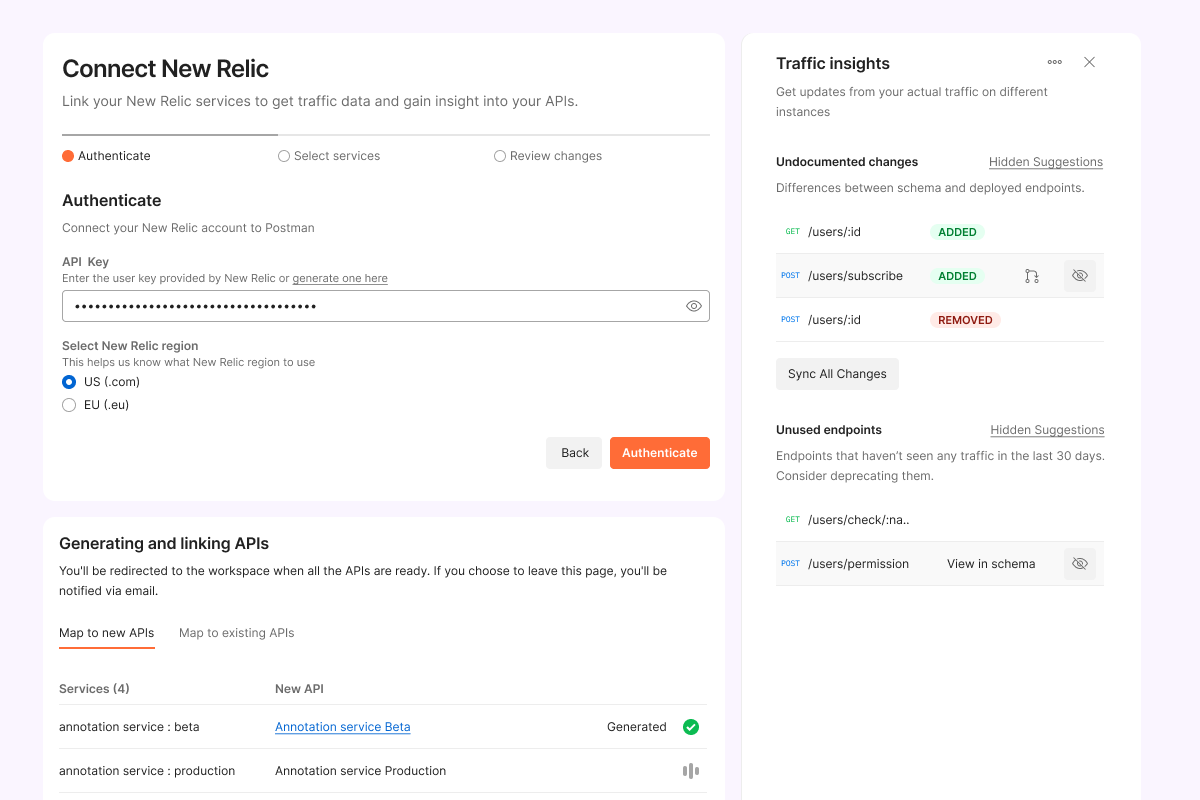 Connect New Relic
Link your New Relic services to get traffic data and gain insight into your APIs.
Authenticate
Select services
Review changes
Authenticate
Connect your New Relic account to Postman
API Key
Enter the user key provided by New Relic or generate one here
••••••••••••••••••••••••••••••••••••
Select New Relic region
This helps us know what New Relic region to use
US (.com)
EU (.eu)
Back
Authenticate
Generating and linking APIs
You'll be redirected to the workspace when all the APIs are ready. If you choose to leave this page, you'll be
notified via email.
Map to new APIs
Map to existing APIs
Services (4)
New API
annotation service : beta
Annotation service Beta
Generated
annotation service : production
Annotation service Production
Traffic insights
Get updates from your actual traffic on different
instances
Undocumented changes
Hidden Suggestions
Differences between schema and deployed endpoints.
GET /users/:id ADDED
POST /users/subscribe ADDED
POST /users/:id REMOVED
Sync All Changes
Unused endpoints
Hidden Suggestions
Endpoints that haven’t seen any traffic in the last 30 days.
Consider deprecating them.
GET /users/check/:na..
POST /users/permission View in schema